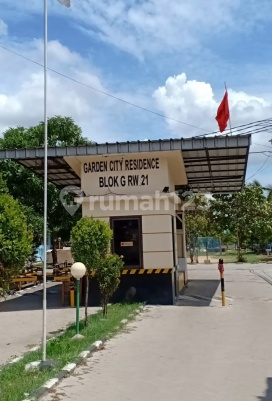 GARDEN CITY RESIDENCE
BLOK G RW 21
rumah123